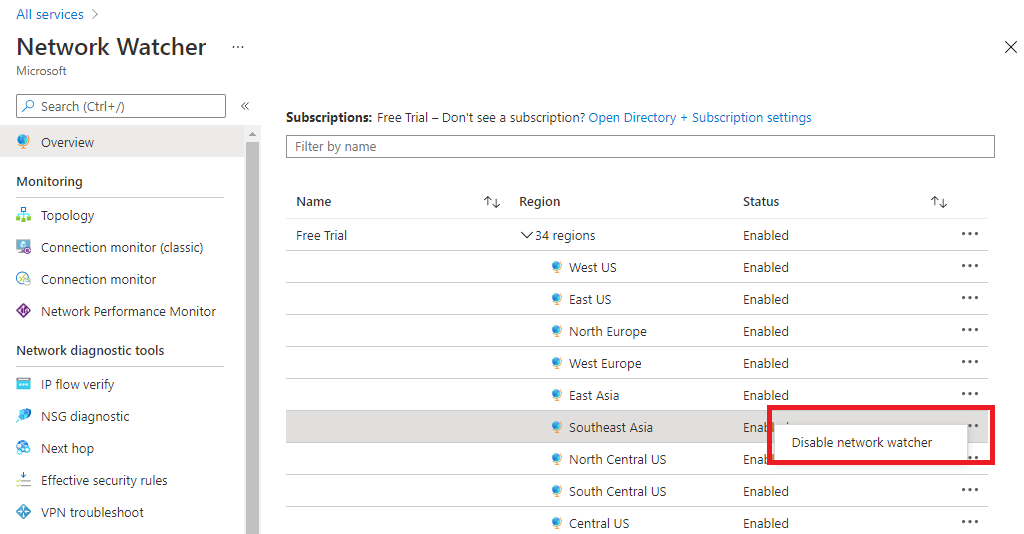 All services
Network Watcher ...
Microsoft
Search (Ctrl+/)
Overview
Monitoring
Topology
Connection monitor (classic)
Connection monitor
Network Performance Monitor
Network diagnostic tools
IP flow verify
NSG diagnostic
Next hop
Effective security rules
VPN troubleshoot
Subscriptions: Free Trial – Don't see a subscription? Open Directory + Subscription settings
Filter by name
Name Region Status
Free Trial 34 regions Enabled
West US Enabled
East US Enabled
North Europe Enabled
West Europe Enabled
East Asia Enabled
Southeast Asia
Disable network watcher
North Central US
South Central US Enabled
Central US Enabled